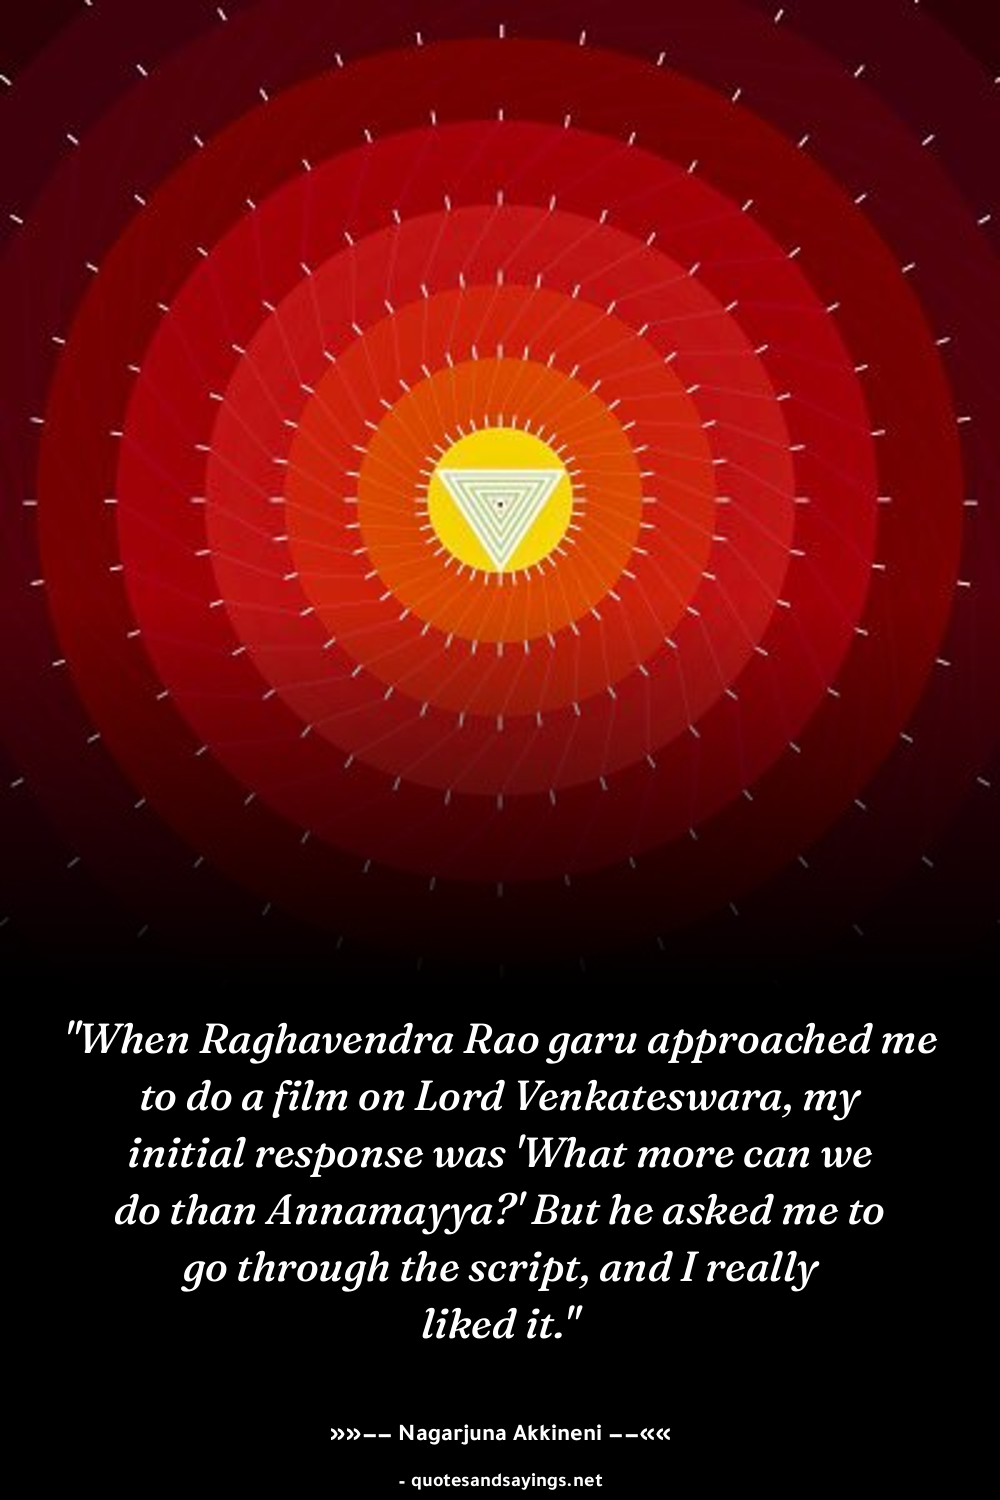 "When Raghavendra Rao garu approached me
to do a film on Lord Venkateswara, my
initial response was 'What more can we
do than Annamayya?' But he asked me to
go through the script, and I really
liked it."
»»−− Nagarjuna Akkineni −−««
- quotesandsayings.net